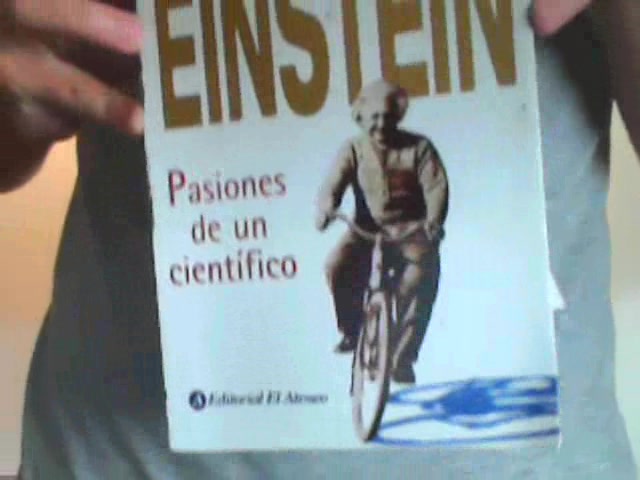 EINSTEIN
Pasiones
de un
científico
Editorial El Ateneo